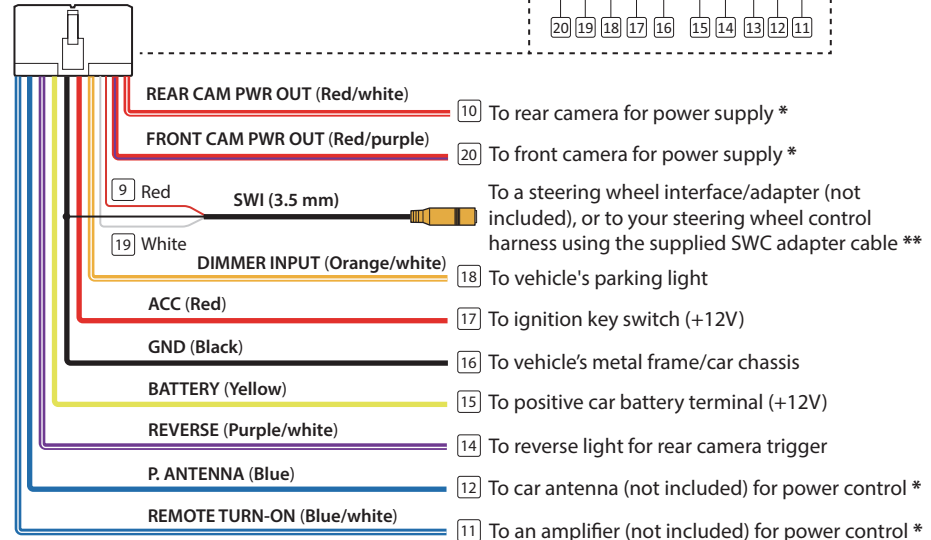 20 19 18 17 16 15 14 13 12 11
REAR CAM PWR OUT (Red/white)
10 To rear camera for power supply *
FRONT CAM PWR OUT (Red/purple)
20 To front camera for power supply *
9 Red
SWI (3.5 mm)
19 White
To a steering wheel interface/adapter (not
included), or to your steering wheel control
harness using the supplied SWC adapter cable **
DIMMER INPUT (Orange/white)
18 To vehicle's parking light
ACC (Red)
17 To ignition key switch (+12V)
GND (Black)
16 To vehicle’s metal frame/car chassis
BATTERY (Yellow)
15 To positive car battery terminal (+12V)
REVERSE (Purple/white)
14 To reverse light for rear camera trigger
P. ANTENNA (Blue)
12 To car antenna (not included) for power control *
REMOTE TURN-ON (Blue/white)
11 To an amplifier (not included) for power control *